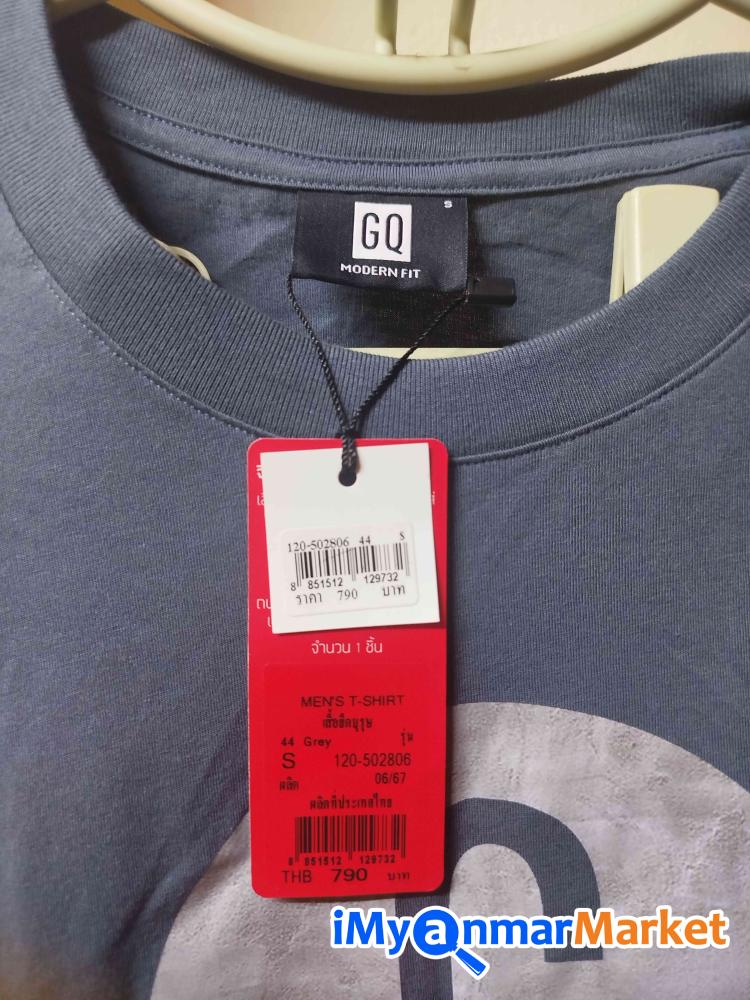 GQ
S
MODERN FIT
120-502806 44 S
8 851512 129732
ราคา 790 บาท
จำนวน 1 ชิ้น
MEN'S T-SHIRT
เสื้อยืดบุรุษ
44 Grey รุ่น
S 120-502806
ผลิต 06/67
ผลิตที่ประเทศไทย
8 851512 129732
THB 790 บาท
iMyanmarMarket